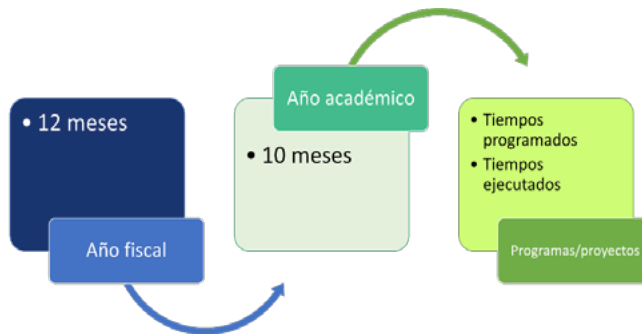 • 12 meses
Año fiscal
Año académico
• 10 meses
• Tiempos
programados
• Tiempos
ejecutados
Programas/proyectos